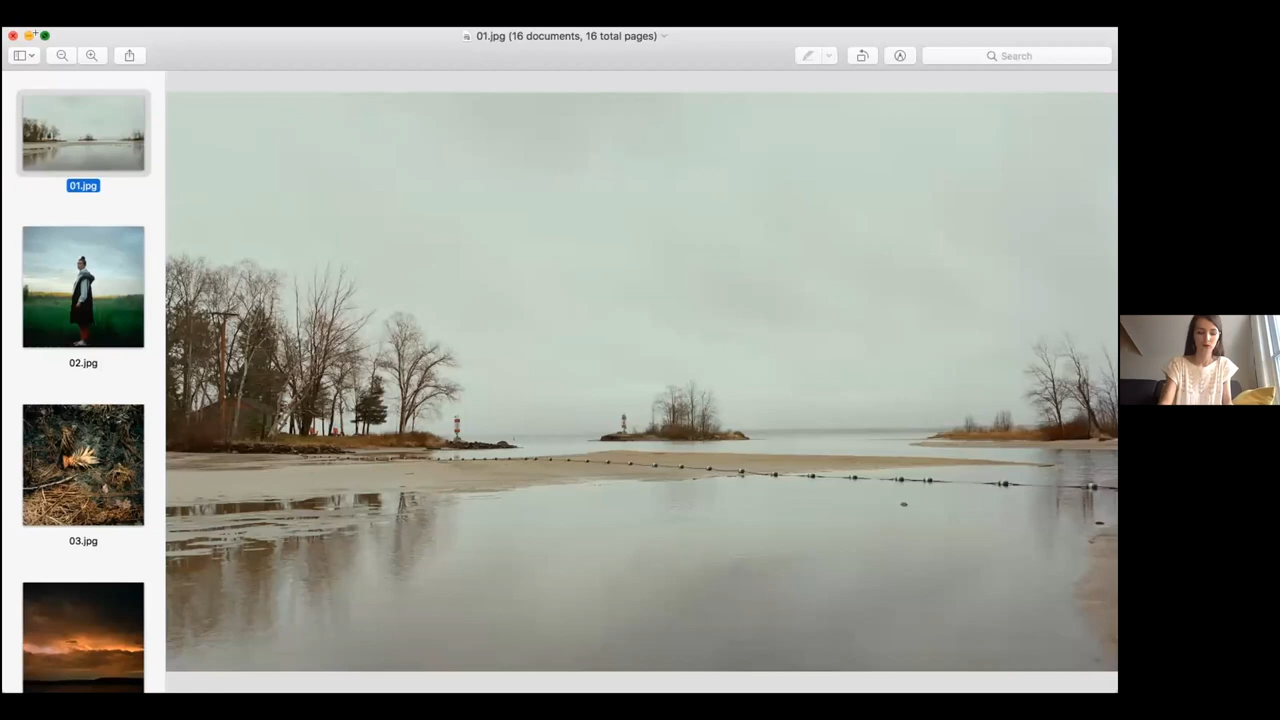 01.jpg (16 documents, 16 total pages)
Search
01.jpg
02.jpg
03.jpg